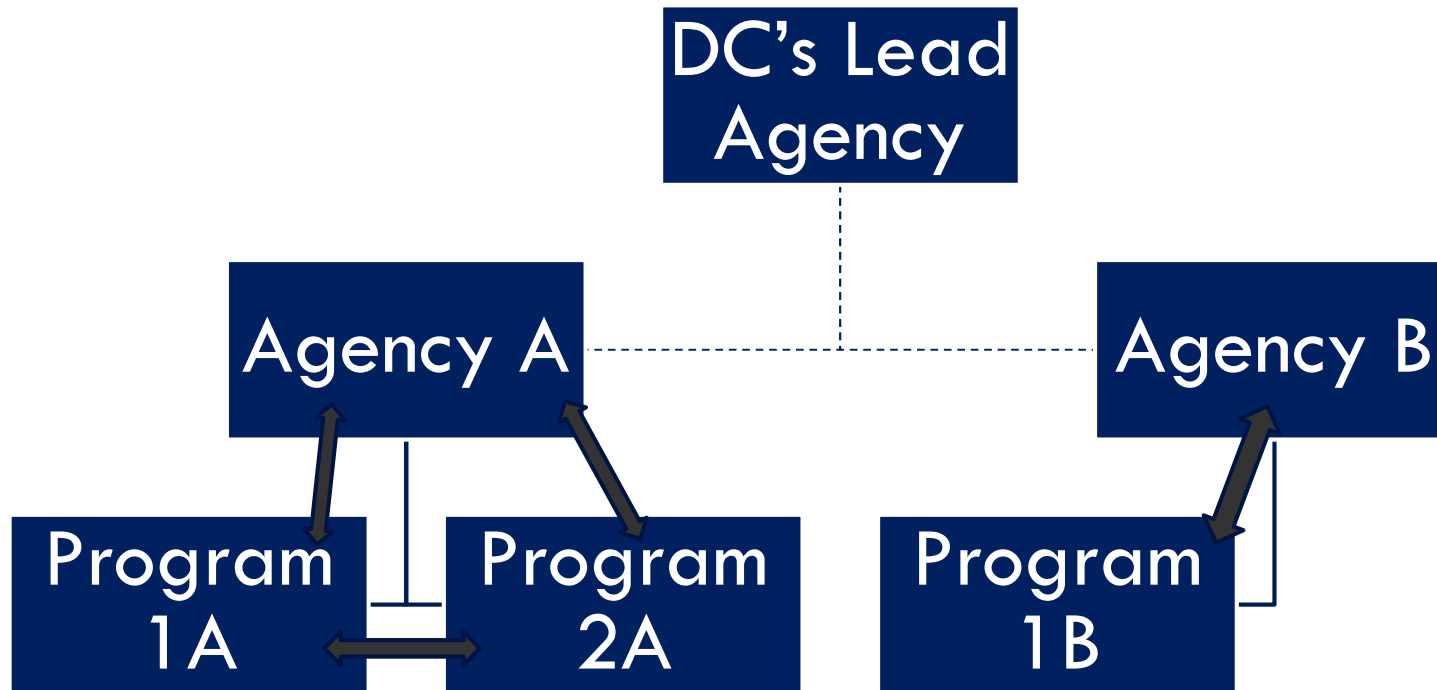 DC’s Lead
Agency
Agency A
Agency B
Program
1A
Program
2A
Program
1B